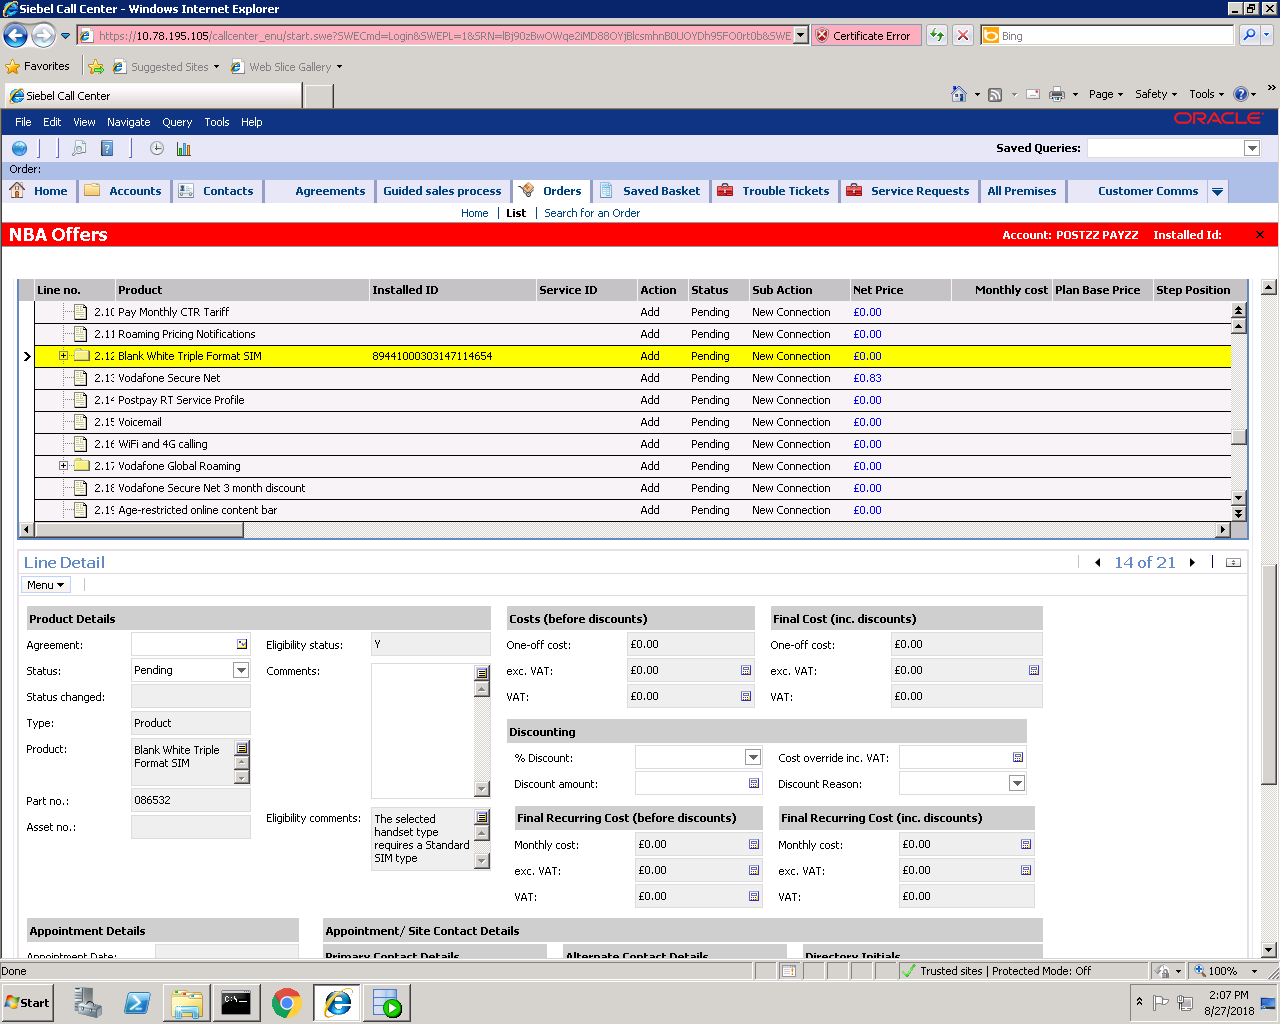 Siebel Call Center - Windows Internet Explorer
https://10.78.195.105/callcenter_enu/start.swe?SWECmd=Login&SWEPL=1&SRN= Certificate Error Bing
Favorites Suggested Sites Web Slice Gallery
Siebel Call Center Page Safety Tools
File Edit View Navigate Query Tools Help ORACLE
Saved Queries:
Order:
Home Accounts Contacts Agreements Guided sales process Orders Saved Basket Trouble Tickets Service Requests All Premises Customer Comms
Home List Search for an Order
NBA Offers Account: POSTZZ PAYZZ Installed Id:
Line no. Product Installed ID Service ID Action Status Sub Action Net Price Monthly cost Plan Base Price Step Position
2.10 Pay Monthly CTR Tariff Add Pending New Connection £0.00
2.11 Roaming Pricing Notifications Add Pending New Connection £0.00
2.12 Blank White Triple Format SIM 89441000303147114654 Add Pending New Connection £0.00
2.13 Vodafone Secure Net Add Pending New Connection £0.83
2.14 Postpay RT Service Profile Add Pending New Connection £0.00
2.15 Voicemail Add Pending New Connection £0.00
2.16 WiFi and 4G calling Add Pending New Connection £0.00
2.17 Vodafone Global Roaming Add Pending New Connection £0.00
2.18 Vodafone Secure Net 3 month discount Add Pending New Connection £0.00
2.19 Age-restricted online content bar Add Pending New Connection £0.00
Line Detail 14 of 21
Menu
Product Details Costs (before discounts) Final Cost (inc. discounts)
Agreement: Eligibility status: Y One-off cost: £0.00 One-off cost: £0.00
Status: Pending Comments: exc. VAT: £0.00 exc. VAT: £0.00
Status changed: VAT: £0.00 VAT: £0.00
Type: Product
Discounting
Product: Blank White Triple
Format SIM
% Discount: Cost override inc. VAT:
Discount amount: Discount Reason:
Part no.: 086532
Asset no.:
Eligibility comments: The selected
handset type
requires a Standard
SIM type
Final Recurring Cost (before discounts) Final Recurring Cost (inc. discounts)
Monthly cost: £0.00 Monthly cost: £0.00
exc. VAT: £0.00 exc. VAT: £0.00
VAT: £0.00 VAT: £0.00
Appointment Details Appointment/ Site Contact Details
Appointment Date: Primary Contact Details Alternate Contact Details Directory Initials
Done Trusted sites | Protected Mode: Off 100%
Start 2:07 PM
8/27/2018